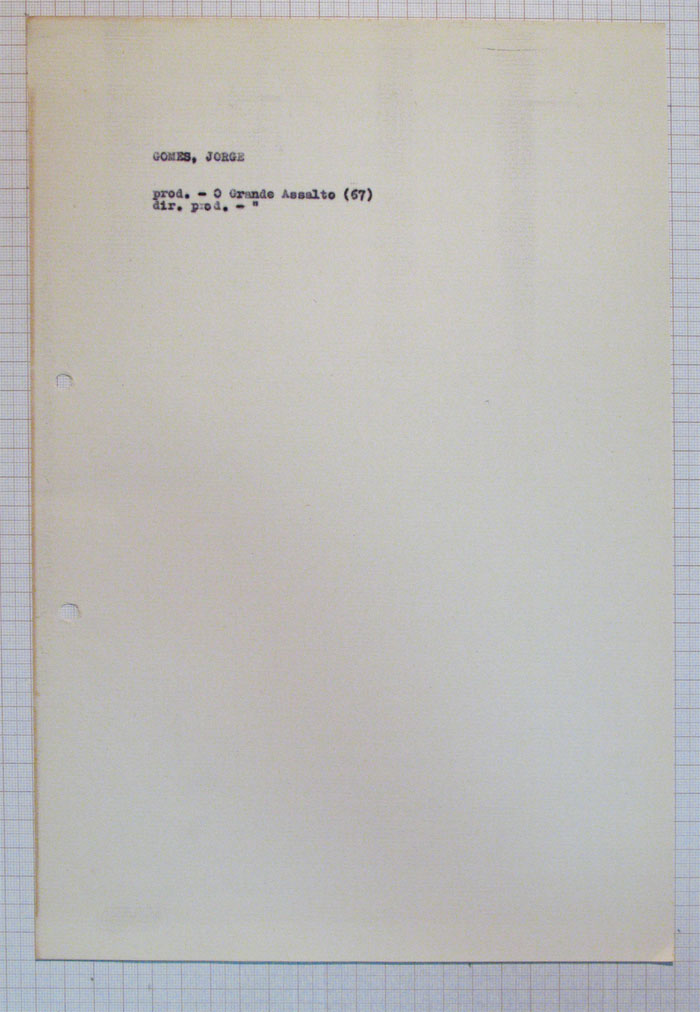 GOMES, JORGE
prod. - O Grande Assalto (67)
dir. prod. - "